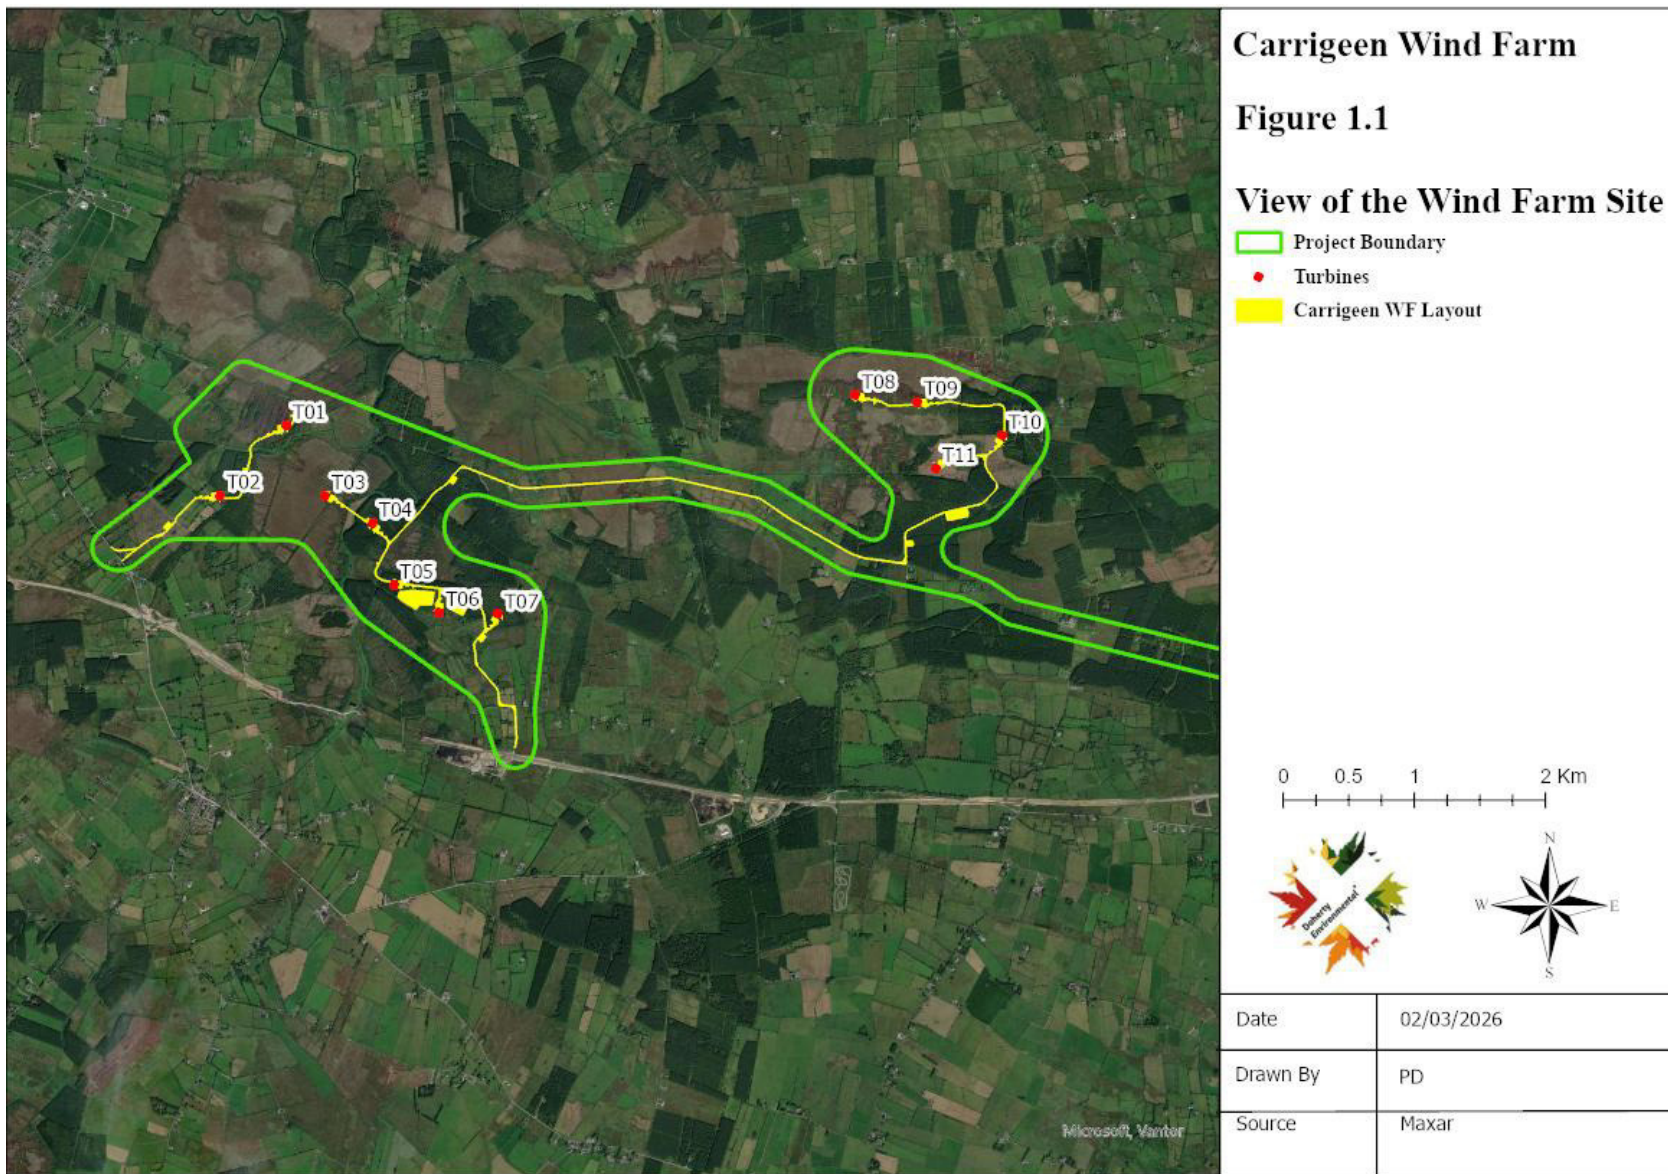 Carrigeen Wind Farm
Figure 1.1
View of the Wind Farm Site
Project Boundary
Turbines
Carrigeen WF Layout
T01
T02
T03
T04
T05
T06
T07
T08
T09
T10
T11
0 0.5 1 2 Km
Doherty
Environmental
N
W E
S
Date 02/03/2026
Drawn By PD
Source Maxar
Microsoft, Vantor